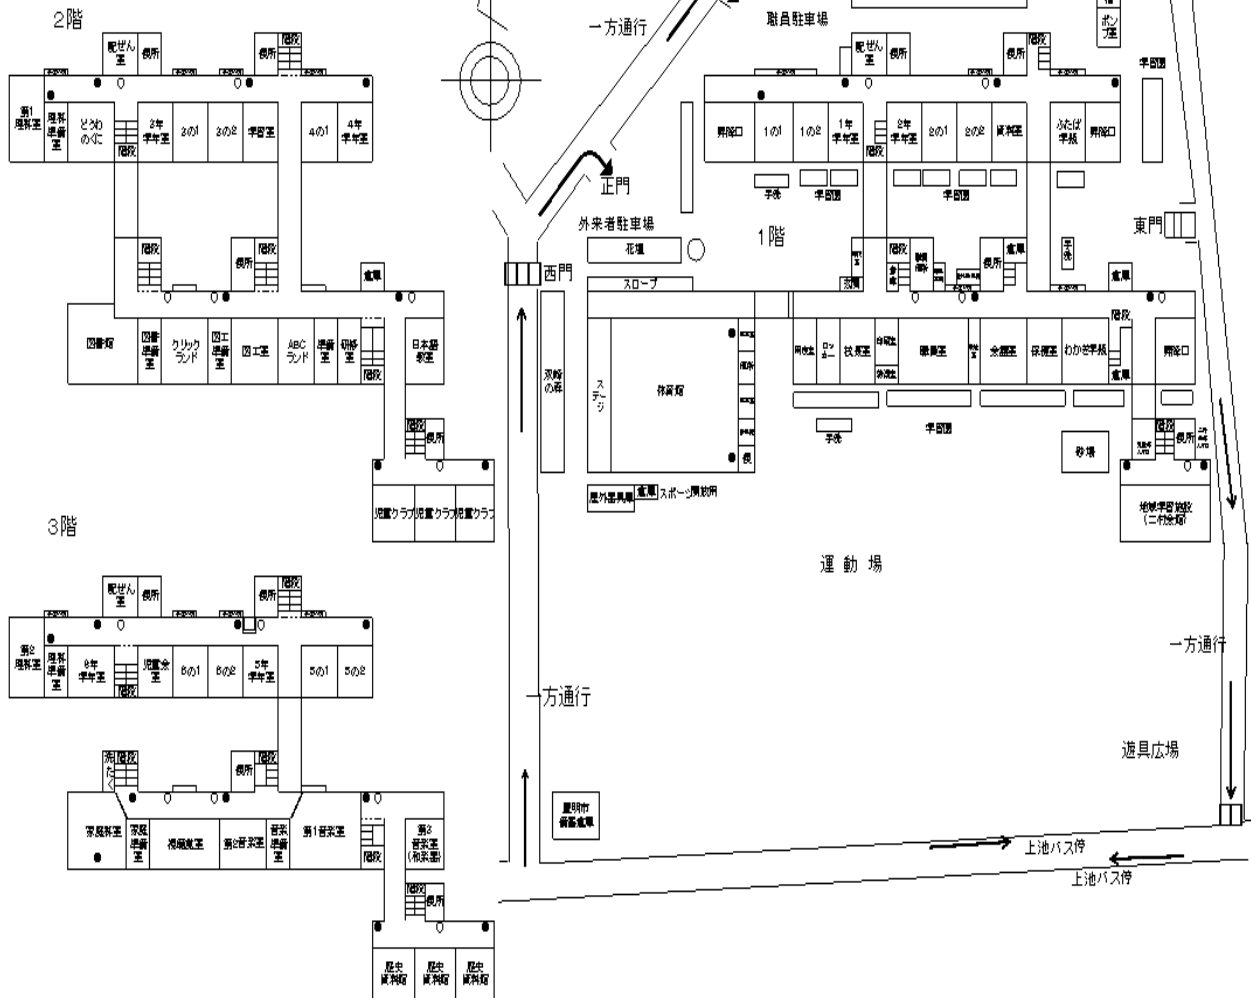 2階
一方通行
職員駐車場
ポンプ室
配ぜん室
便所
階段
第1理科室
理科準備室
どうわのくに
階段
3年学年室
3の1
3の2
学習室
4の1
4年学年室
階段
便所
階段
倉庫
図書館
図書準備室
クリックランド
図工準備室
図工室
ABCランド
準備室
研修室
階段
日本語教室
階段
便所
児童クラブ
児童クラブ
児童クラブ
正門
外来者駐車場
花壇
西門
スロープ
1階
配ぜん室
便所
階段
学習園
昇降口
1の1
1の2
1年学年室
階段
2年学年室
2の1
2の2
資料室
ふたば学級
昇降口
手洗
学習園
学習園
東門
手洗
倉庫
玄関
階段
便所
双峰の森
ステージ
体育館
校長室
職員室
会議室
保健室
わかば学級
階段
倉庫
昇降口
手洗
学習園
砂場
階段
便所
地域学習施設
(二村会館)
屋外器具庫
倉庫
スポーツ開放用
運動場
3階
配ぜん室
便所
階段
第2理科室
理科準備室
6年学年室
階段
児童会室
6の1
6の2
5年学年室
5の1
5の2
洗たく
階段
便所
階段
家庭科室
家庭準備室
視聴覚室
第2音楽室
音楽準備室
第1音楽室
階段
第3音楽室
(和楽室)
階段
便所
歴史資料館
歴史資料館
歴史資料館
一方通行
一方通行
遊具広場
豊明市
備蓄倉庫
上池バス停
上池バス停